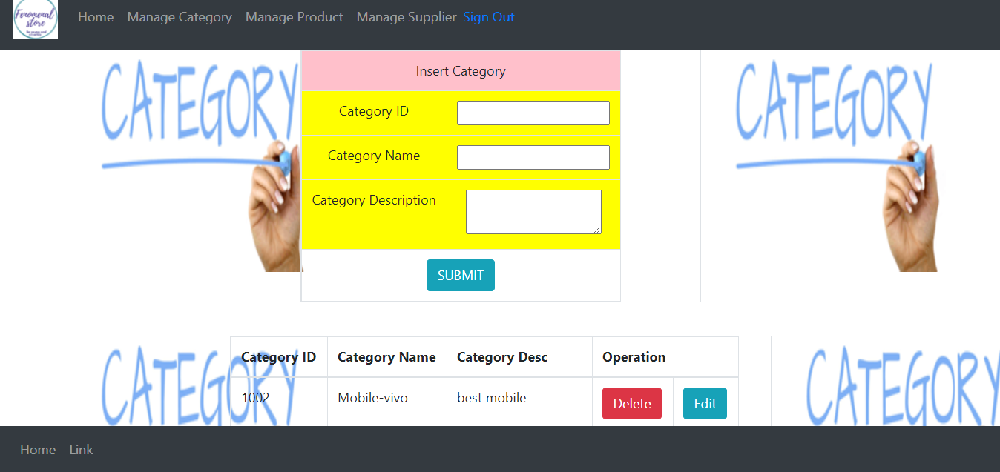 Fenomenal
store
Home Manage Category Manage Product Manage Supplier Sign Out
CATEGORY
CATEGORY
Insert Category
Category ID
Category Name
Category Description
SUBMIT
CATEGORY
CATEGORY
Category ID Category Name Category Desc Operation
1002 Mobile-vivo best mobile Delete Edit
Home Link